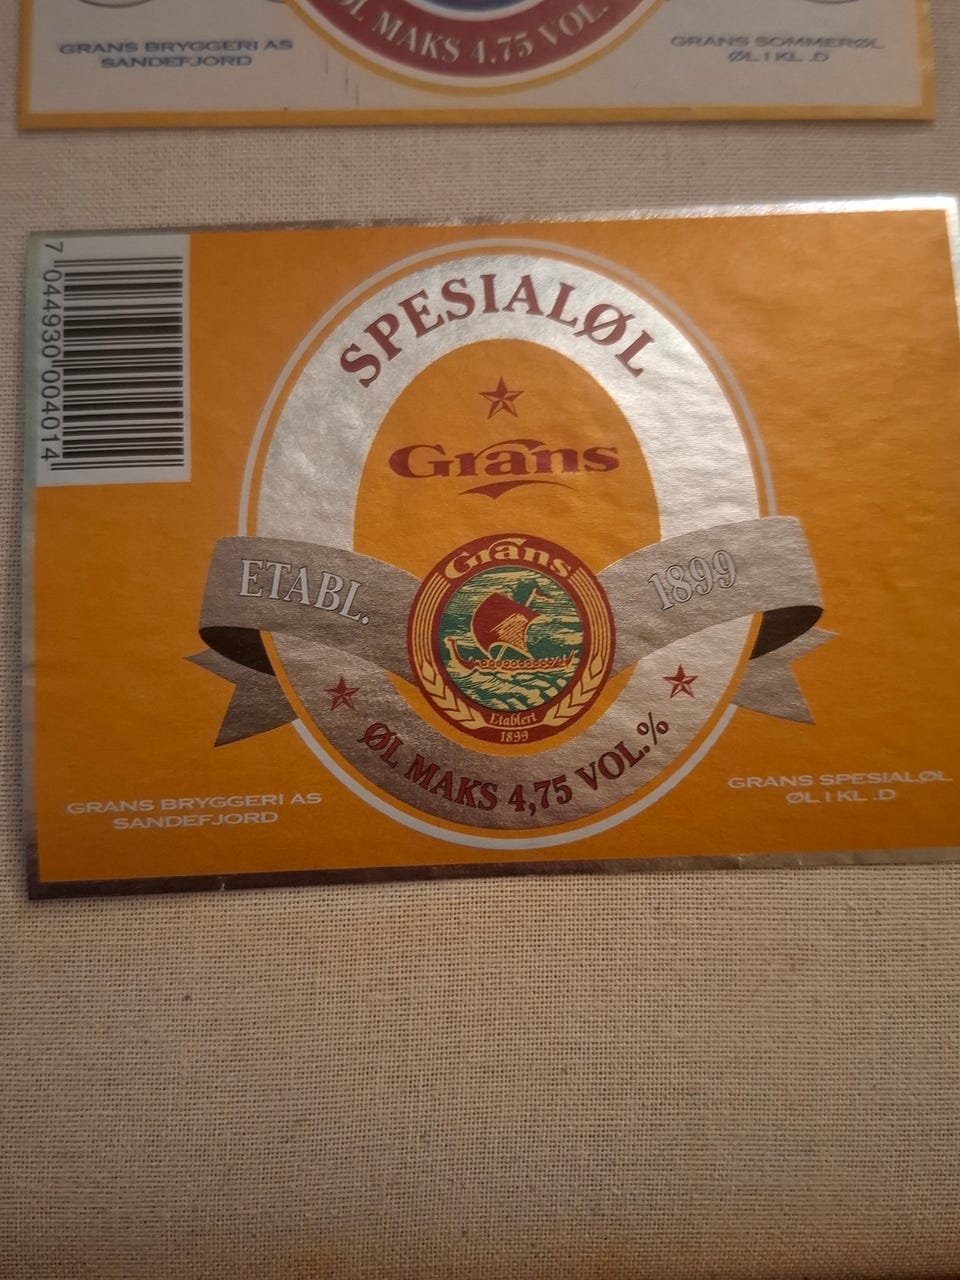 ØL MAKS 4.75 VOL.
GRANS BRYGGERI AS
SANDEFJORD
GRANS SOMMERØL
ØL I KL .D
7 044930 004014
SPESIALØL
Grans
ETABL. 1899
Grans
Etablert
1899
ØL MAKS 4,75 VOL.%
GRANS BRYGGERI AS
SANDEFJORD
GRANS SPESIALØL
ØL I KL .D